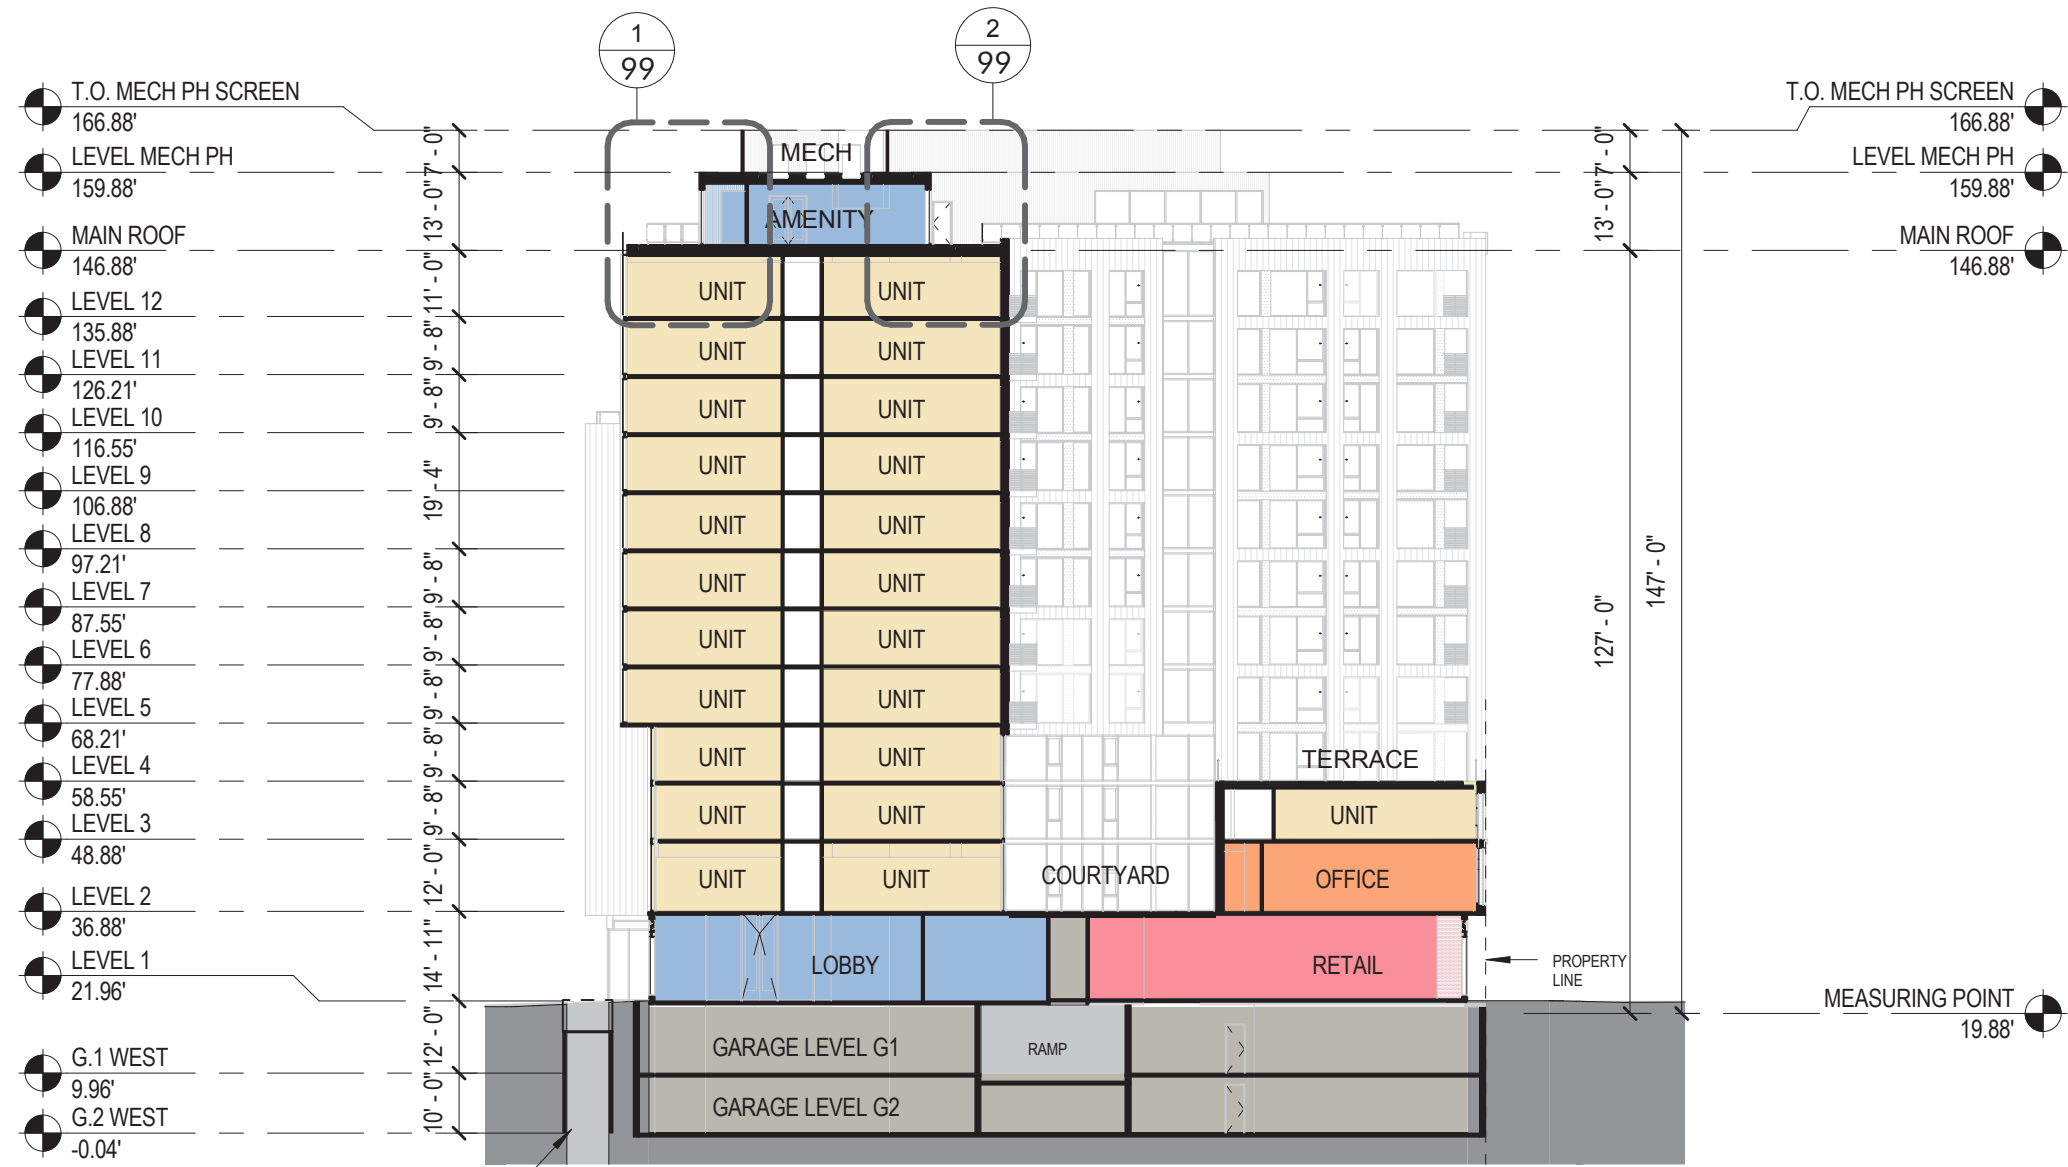 1
99
2
99
T.O. MECH PH SCREEN
166.88'
LEVEL MECH PH
159.88'
MAIN ROOF
146.88'
LEVEL 12
135.88'
LEVEL 11
126.21'
LEVEL 10
116.55'
LEVEL 9
106.88'
LEVEL 8
97.21'
LEVEL 7
87.55'
LEVEL 6
77.88'
LEVEL 5
68.21'
LEVEL 4
58.55'
LEVEL 3
48.88'
LEVEL 2
36.88'
LEVEL 1
21.96'
G.1 WEST
9.96'
G.2 WEST
-0.04'
7' - 0"
13' - 0"
11' - 0"
9' - 8"
9' - 8"
19' - 4"
9' - 8"
9' - 8"
9' - 8"
9' - 8"
9' - 8"
12' - 0"
14' - 11"
12' - 0"
10' - 0"
MECH
AMENITY
UNIT UNIT
UNIT UNIT
UNIT UNIT
UNIT UNIT
UNIT UNIT
UNIT UNIT
UNIT UNIT
UNIT UNIT
UNIT UNIT
TERRACE
UNIT UNIT
UNIT
UNIT UNIT
COURTYARD
OFFICE
LOBBY
RETAIL
GARAGE LEVEL G1
RAMP
GARAGE LEVEL G2
PROPERTY
LINE
7' - 0"
13' - 0"
127' - 0"
147' - 0"
T.O. MECH PH SCREEN
166.88'
LEVEL MECH PH
159.88'
MAIN ROOF
146.88'
MEASURING POINT
19.88'